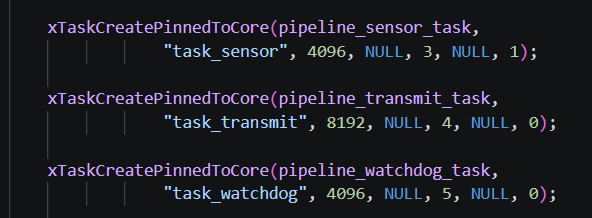 xTaskCreatePinnedToCore(pipeline_sensor_task,
"task_sensor", 4096, NULL, 3, NULL, 1);
xTaskCreatePinnedToCore(pipeline_transmit_task,
"task_transmit", 8192, NULL, 4, NULL, 0);
xTaskCreatePinnedToCore(pipeline_watchdog_task,
"task_watchdog", 4096, NULL, 5, NULL, 0);